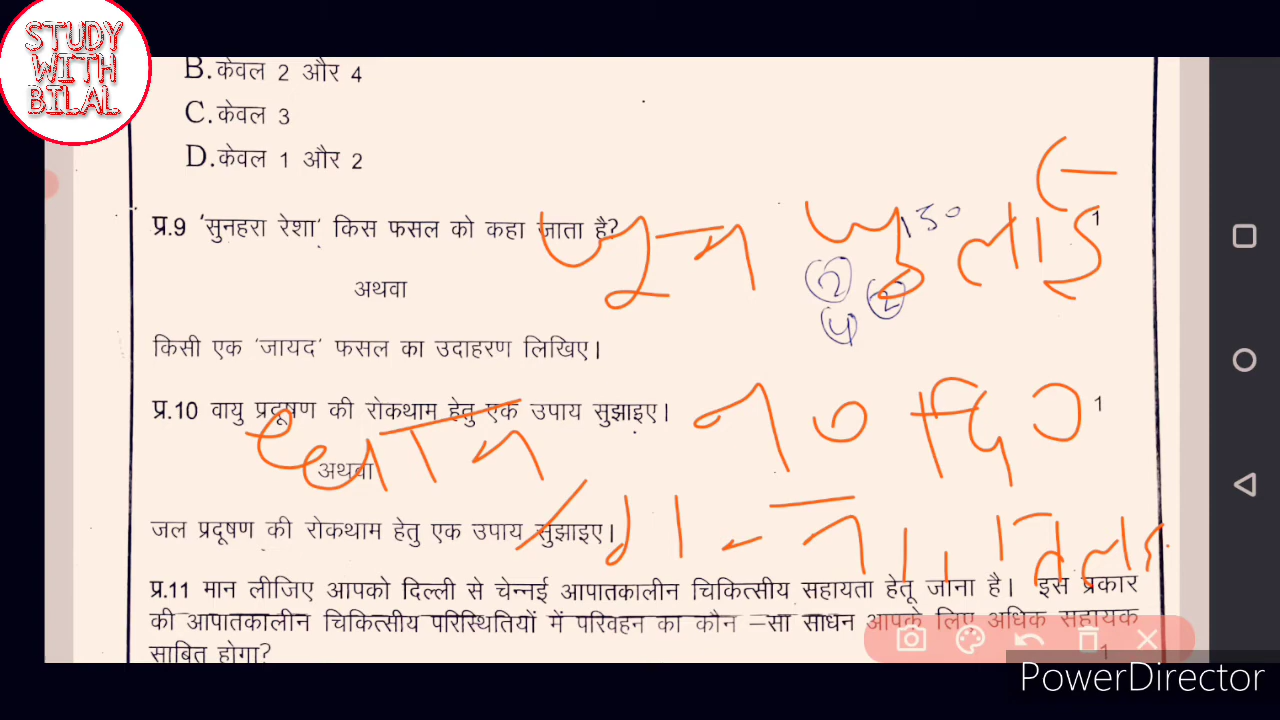 STUDY
WITH
BILAL
B.केवल 2 और 4
C.केवल 3
D.केवल 1 और 2
प्र.9 'सुनहरा रेशा' किस फसल को कहा जाता है? 1
जून जुलाई
अथवा
किसी एक 'जायद' फसल का उदाहरण लिखिए।
प्र.10 वायु प्रदूषण की रोकथाम हेतु एक उपाय सुझाइए। 1
अथवा
जल प्रदूषण की रोकथाम हेतु एक उपाय सुझाइए।
प्र.11 मान लीजिए आपको दिल्ली से चेन्नई आपातकालीन चिकित्सीय सहायता हेतू जाना है। इस प्रकार
की आपातकालीन चिकित्सीय परिस्थितियों में परिवहन का कौन –सा साधन आपके लिए अधिक सहायक
साबित होगा? 1
PowerDirector